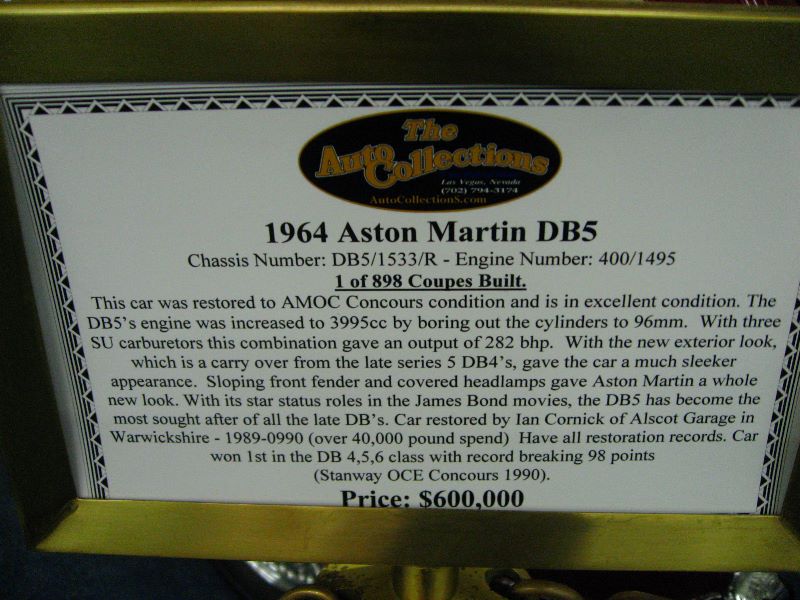 The
Auto Collections
Las Vegas, Nevada
(702) 794-3174
AutoCollectionS.com
1964 Aston Martin DB5
Chassis Number: DB5/1533/R - Engine Number: 400/1495
1 of 898 Coupes Built.
This car was restored to AMOC Concours condition and is in excellent condition. The
DB5's engine was increased to 3995cc by boring out the cylinders to 96mm. With three
SU carburetors this combination gave an output of 282 bhp. With the new exterior look,
which is a carry over from the late series 5 DB4's, gave the car a much sleeker
appearance. Sloping front fender and covered headlamps gave Aston Martin a whole
new look. With its star status roles in the James Bond movies, the DB5 has become the
most sought after of all the late DB's. Car restored by Ian Cornick of Alscot Garage in
Warwickshire - 1989-0990 (over 40,000 pound spend) Have all restoration records. Car
won 1st in the DB 4,5,6 class with record breaking 98 points
(Stanway OCE Concours 1990).
Price: $600,000